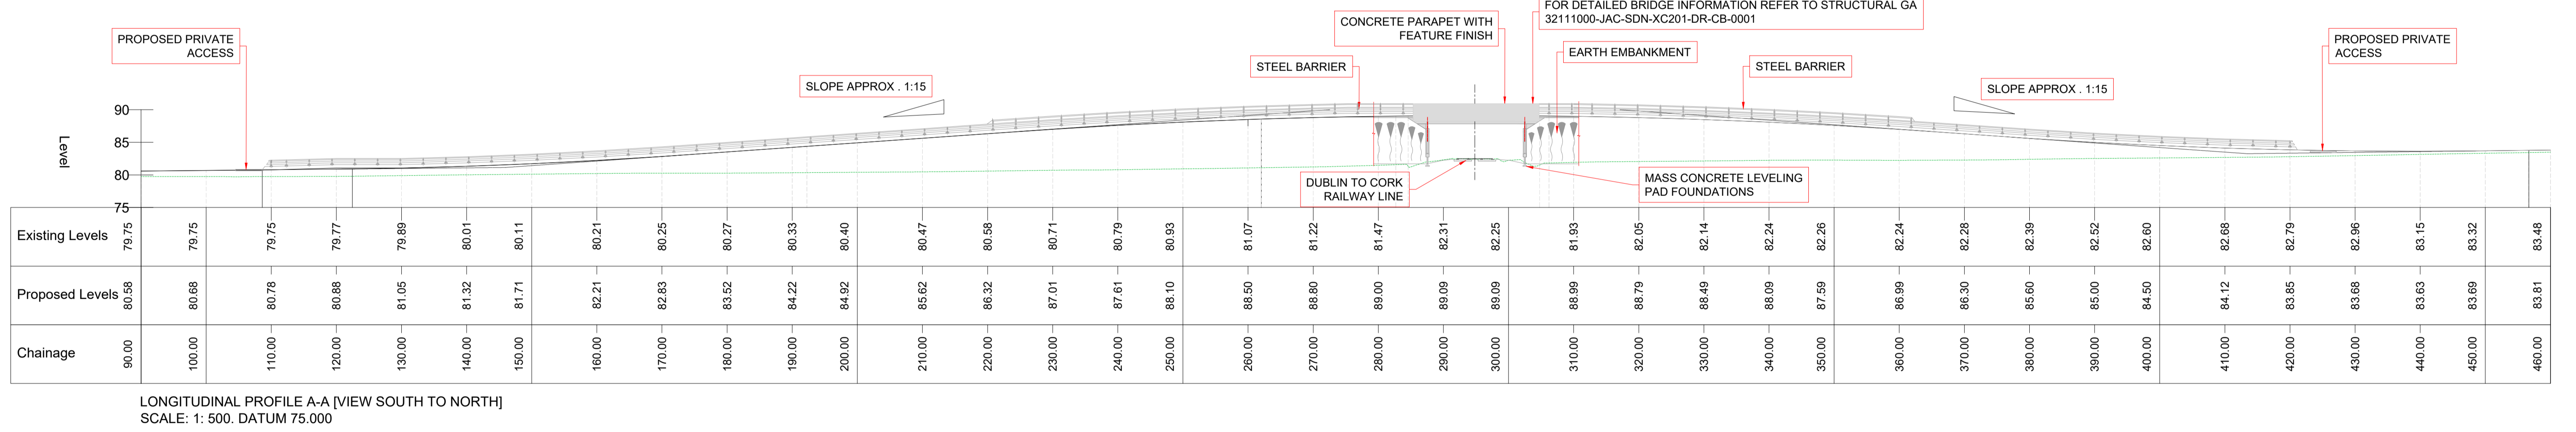 FOR DETAILED BRIDGE INFORMATION REFER TO STRUCTURAL GA
32111000-JAC-SDN-XC201-DR-CB-0001
CONCRETE PARAPET WITH
FEATURE FINISH
PROPOSED PRIVATE
ACCESS
EARTH EMBANKMENT
PROPOSED PRIVATE
ACCESS
STEEL BARRIER
STEEL BARRIER
SLOPE APPROX . 1:15
SLOPE APPROX . 1:15
Level
90
85
80
75
DUBLIN TO CORK
RAILWAY LINE
MASS CONCRETE LEVELING
PAD FOUNDATIONS
Existing Levels 79.75 79.75 79.75 79.77 79.89 80.01 80.11 80.21 80.25 80.27 80.33 80.40 80.47 80.58 80.71 80.79 80.93 81.07 81.22 81.47 82.31 82.25 81.93 82.05 82.14 82.24 82.26 82.24 82.28 82.39 82.52 82.60 82.68 82.79 82.96 83.15 83.32 83.48
Proposed Levels 80.58 80.68 80.78 80.88 81.05 81.32 81.71 82.21 82.83 83.52 84.22 84.92 85.62 86.32 87.01 87.61 88.10 88.50 88.80 89.00 89.09 89.09 88.99 88.79 88.49 88.09 87.59 86.99 86.30 85.60 85.00 84.50 84.12 83.85 83.68 83.63 83.69 83.81
Chainage 90.00 100.00 110.00 120.00 130.00 140.00 150.00 160.00 170.00 180.00 190.00 200.00 210.00 220.00 230.00 240.00 250.00 260.00 270.00 280.00 290.00 300.00 310.00 320.00 330.00 340.00 350.00 360.00 370.00 380.00 390.00 400.00 410.00 420.00 430.00 440.00 450.00 460.00
LONGITUDINAL PROFILE A-A [VIEW SOUTH TO NORTH]
SCALE: 1: 500. DATUM 75.000